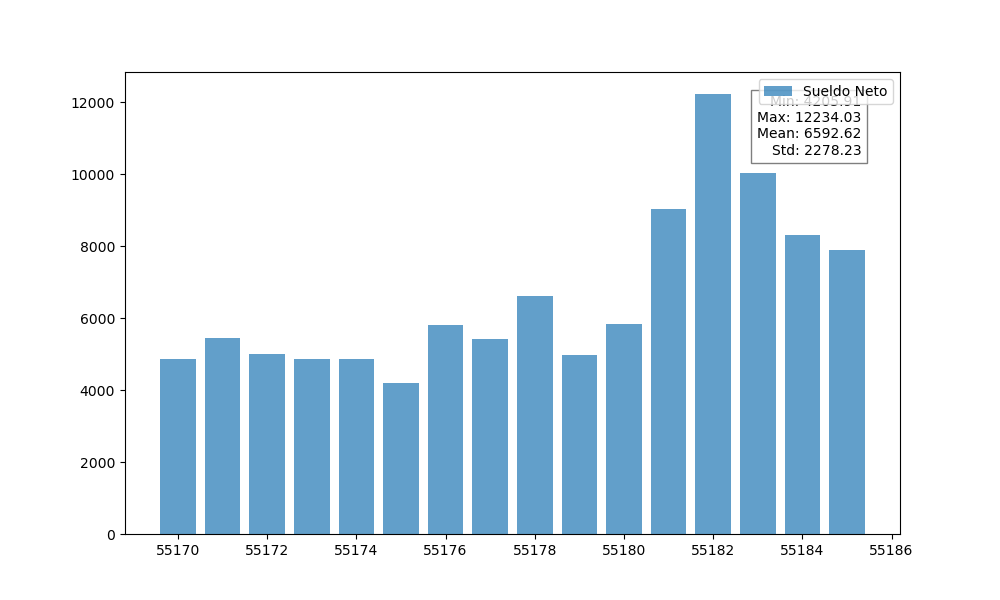 12000
10000
8000
6000
4000
2000
0
55170 55172 55174 55176 55178 55180 55182 55184 55186
Sueldo Neto
Min: 4205.91
Max: 12234.03
Mean: 6592.62
Std: 2278.23